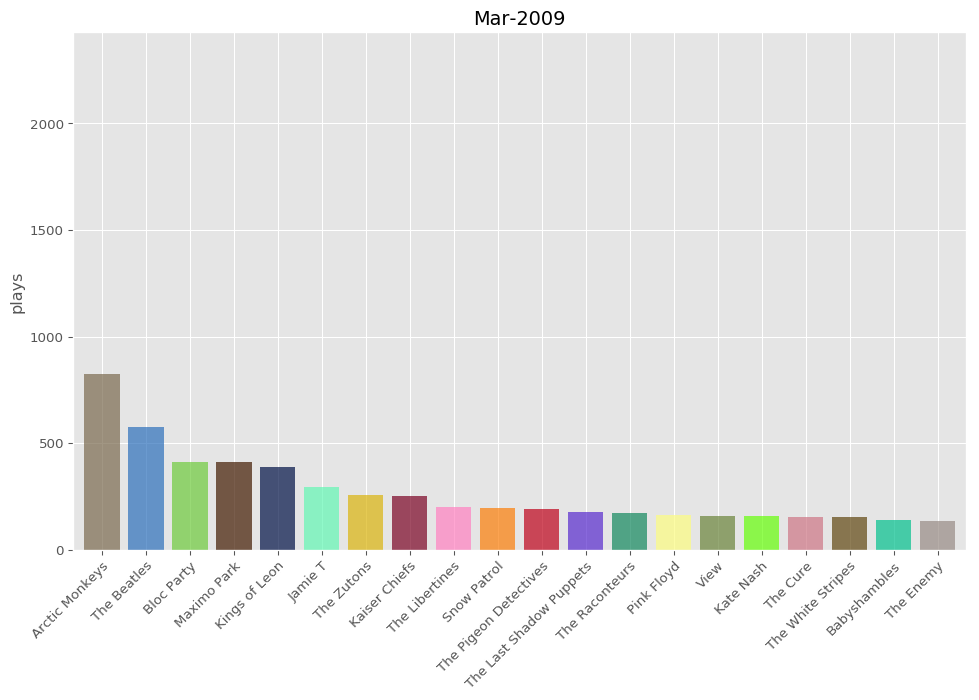 Mar-2009
plays
2000
1500
1000
500
0
Arctic Monkeys
The Beatles
Bloc Party
Maximo Park
Kings of Leon
Jamie T
The Zutons
Kaiser Chiefs
The Libertines
Snow Patrol
The Pigeon Detectives
The Last Shadow Puppets
The Raconteurs
Pink Floyd
View
Kate Nash
The Cure
The White Stripes
Babyshambles
The Enemy